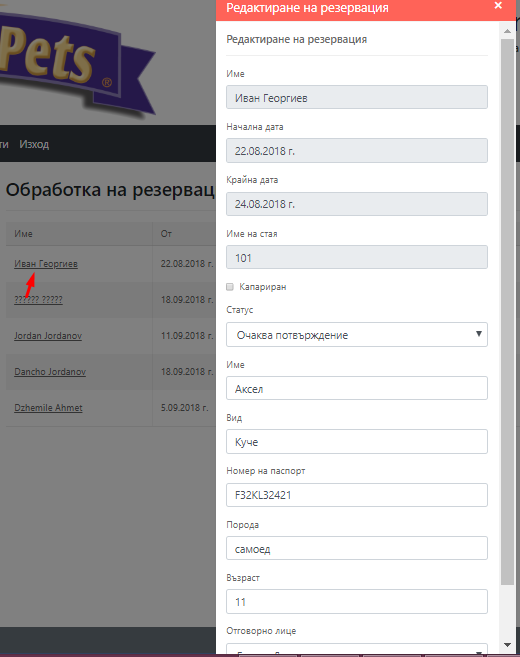 Редактиране на резервация
×
Редактиране на резервация
Име
Иван Георгиев
Начална дата
22.08.2018 г.
Крайна дата
24.08.2018 г.
Име на стая
101
Капариран
Статус
Очаква потвърждение
Име
Аксел
Вид
Куче
Номер на паспорт
F32KL32421
Порода
самоед
Възраст
11
Отговорно лице
Pets
®
ти Изход
Обработка на резервац
Име От
Иван Георгиев 22.08.2018 г.
?????? ????? 18.09.2018 г.
Jordan Jordanov 11.09.2018 г.
Dancho Jordanov 18.09.2018 г.
Dzhemile Ahmet 5.09.2018 г.